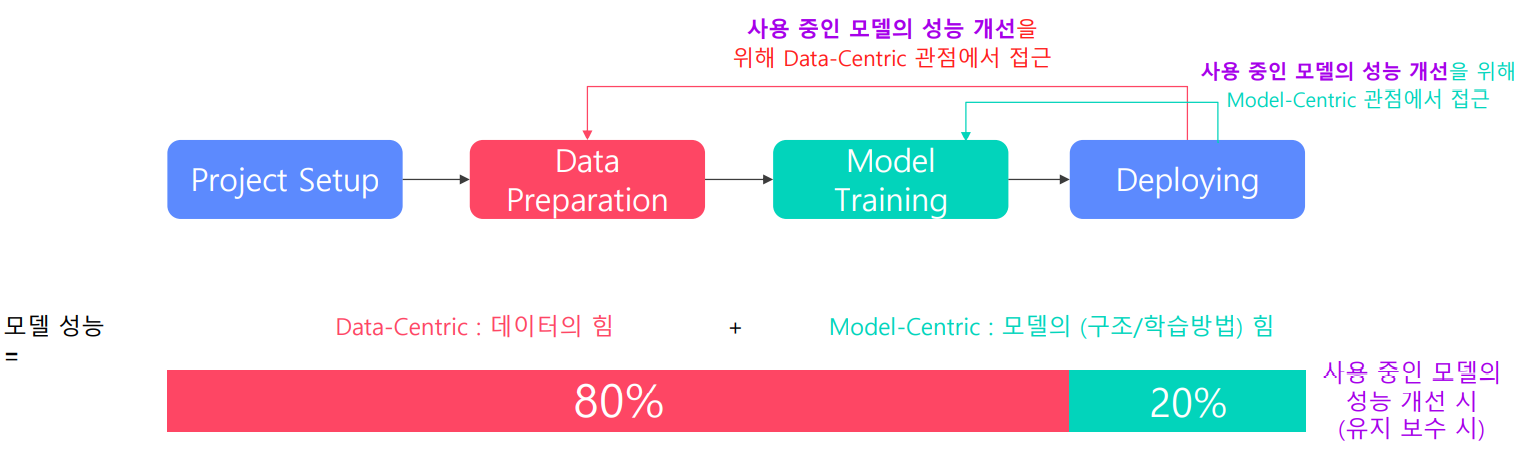 사용 중인 모델의 성능 개선을
위해 Data-Centric 관점에서 접근
사용 중인 모델의 성능 개선을 위해
Model-Centric 관점에서 접근
Project Setup
Data
Preparation
Model
Training
Deploying
모델 성능
=
Data-Centric : 데이터의 힘
+
Model-Centric : 모델의 (구조/학습방법) 힘
80%
20%
사용 중인 모델의
성능 개선 시
(유지 보수 시)